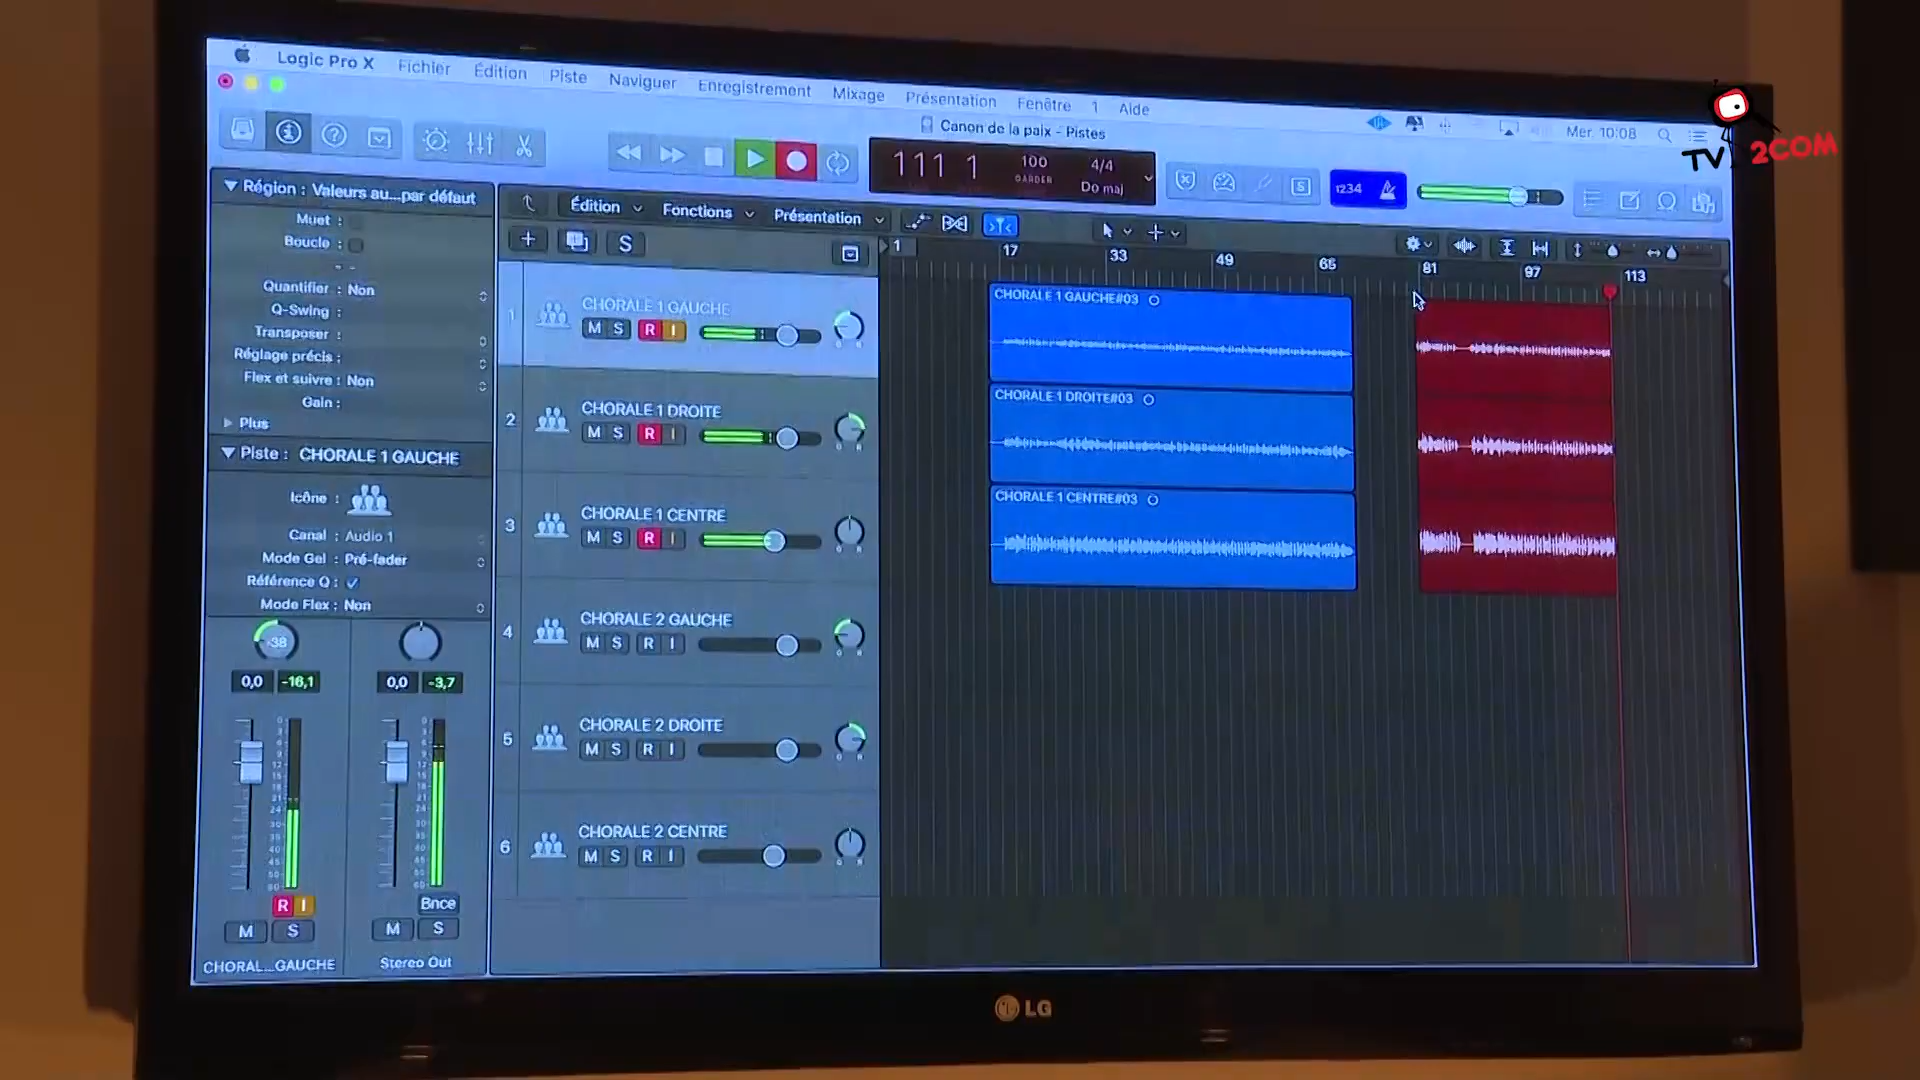 Logic Pro X Fichier Édition Piste Naviguer Enregistrement Mixage Présentation Fenêtre 1 Aide
Mer. 10:08
TV 2COM
Canon de la paix - Pistes
111 1
100
GARDER
4/4
Do maj
1234
Région : Valeurs au...par défaut
Muet :
Boucle :
Quantifier : Non
Q-Swing :
Transposer :
Réglage précis :
Flex et suivre : Non
Gain :
Plus
Piste : CHORALE 1 GAUCHE
Icône :
Canal : Audio 1
Mode Gel : Pré-fader
Référence Q :
Mode Flex : Non
-38
0,0 -16,1
0,0 -3,7
R I
Bnce
M S
M S
CHORAL...GAUCHE
Stereo Out
Édition Fonctions Présentation
S
1 17 33 49 65 81 97 113
1 CHORALE 1 GAUCHE
M S R I
2 CHORALE 1 DROITE
M S R I
3 CHORALE 1 CENTRE
M S R I
4 CHORALE 2 GAUCHE
M S R I
5 CHORALE 2 DROITE
M S R I
6 CHORALE 2 CENTRE
M S R I
CHORALE 1 GAUCHE#03
CHORALE 1 DROITE#03
CHORALE 1 CENTRE#03
LG